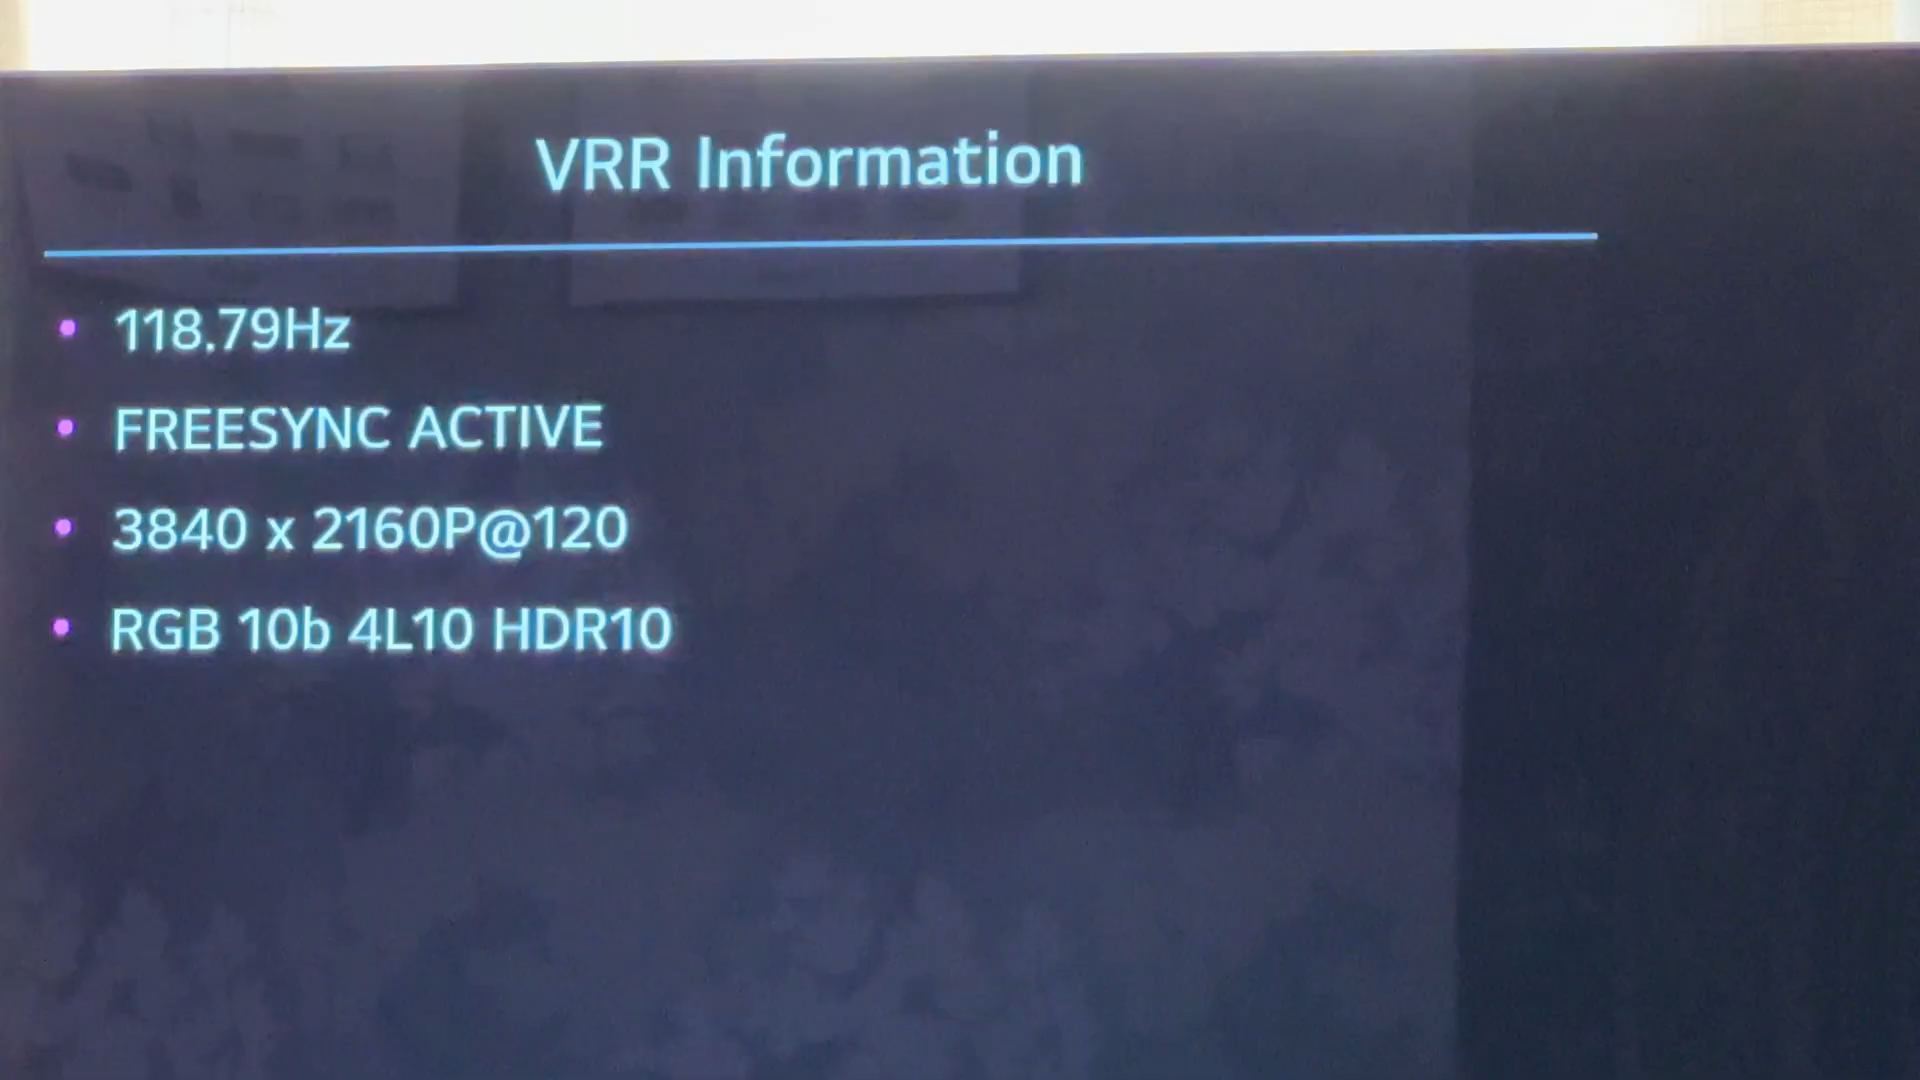 VRR Information
118.79Hz
FREESYNC ACTIVE
3840 x 2160P@120
RGB 10b 4L10 HDR10